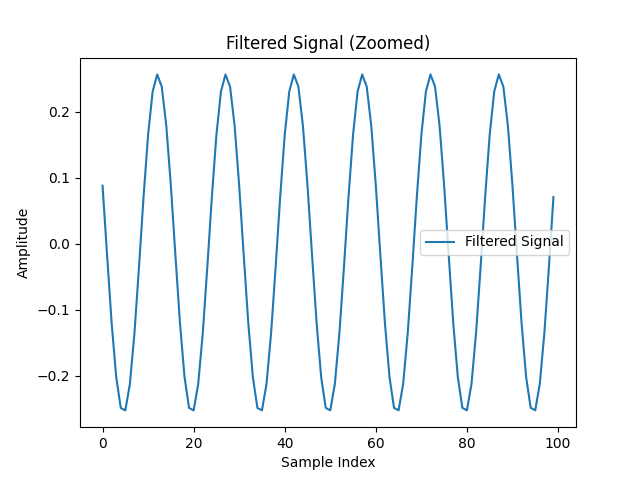 Filtered Signal (Zoomed)
0.2
0.1
0.0
−0.1
−0.2
Amplitude
Filtered Signal
0 20 40 60 80 100
Sample Index